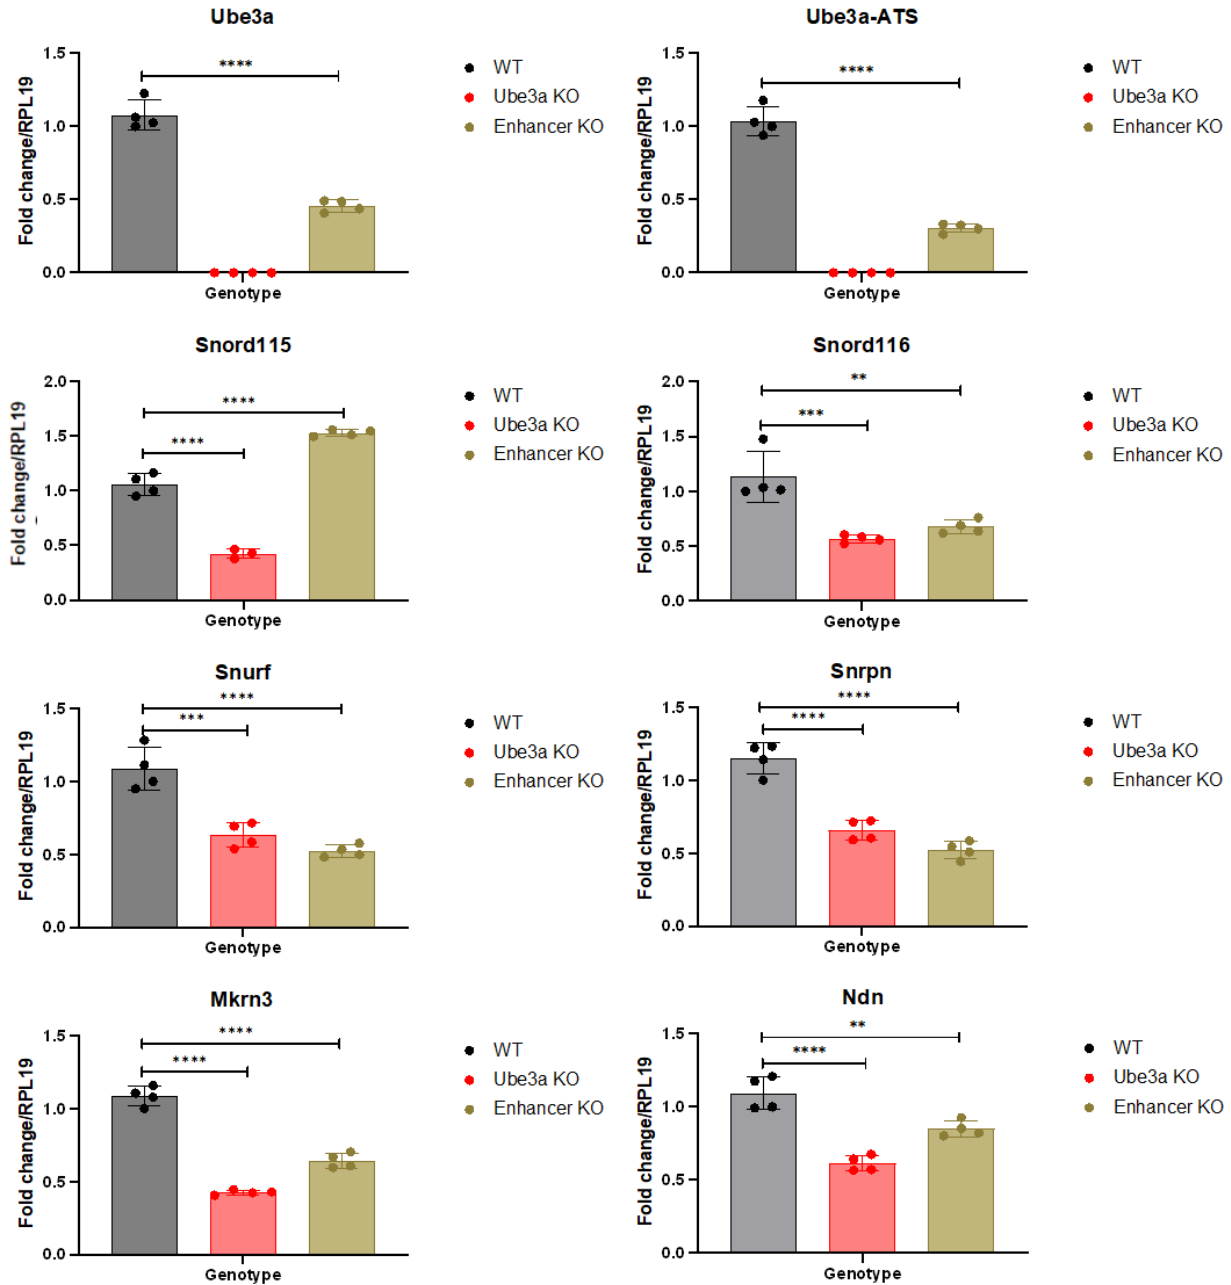 Ube3a
Fold change/RPL19
1.5
1.0
0.5
0.0
****
Genotype
WT
Ube3a KO
Enhancer KO
Ube3a-ATS
Fold change/RPL19
1.5
1.0
0.5
0.0
****
Genotype
WT
Ube3a KO
Enhancer KO
Snord115
Fold change/RPL19
2.0
1.5
1.0
0.5
0.0
****
****
Genotype
WT
Ube3a KO
Enhancer KO
Snord116
Fold change/RPL19
2.0
1.5
1.0
0.5
0.0
**
***
Genotype
WT
Ube3a KO
Enhancer KO
Snurf
Fold change/RPL19
1.5
1.0
0.5
0.0
****
***
Genotype
WT
Ube3a KO
Enhancer KO
Snrpn
Fold change/RPL19
1.5
1.0
0.5
0.0
****
****
Genotype
WT
Ube3a KO
Enhancer KO
Mkrn3
Fold change/RPL19
1.5
1.0
0.5
0.0
****
****
Genotype
WT
Ube3a KO
Enhancer KO
Ndn
Fold change/RPL19
1.5
1.0
0.5
0.0
**
****
Genotype
WT
Ube3a KO
Enhancer KO